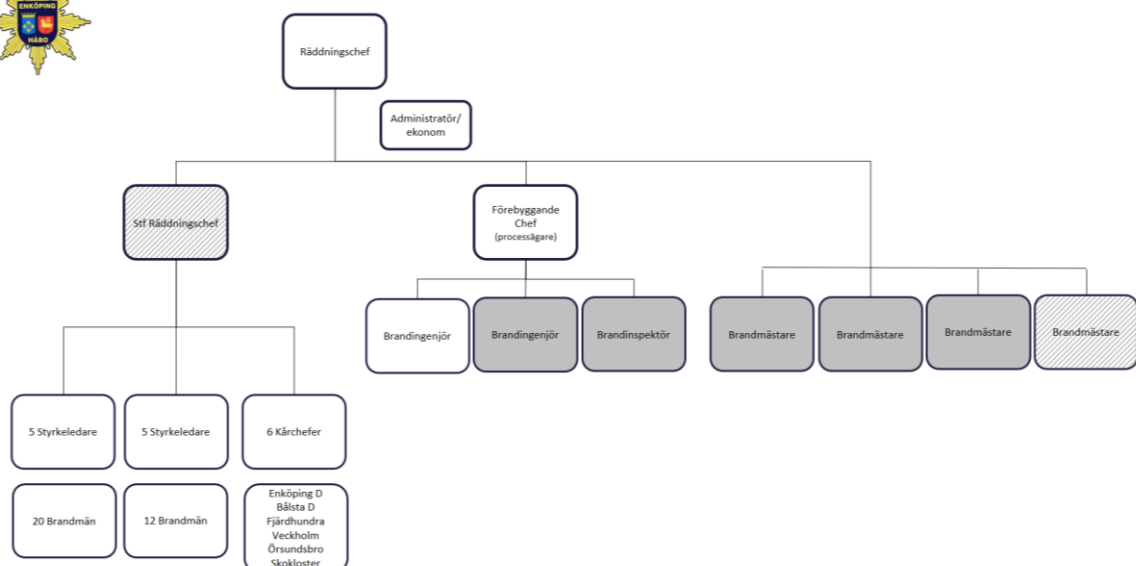 ENKÖPING
HÅBO
Räddningschef
Administratör/
ekonom
Stf Räddningschef
Förebyggande
Chef
(processägare)
Brandingenjör
Brandingenjör
Brandinspektör
Brandmästare
Brandmästare
Brandmästare
Brandmästare
5 Styrkeledare
5 Styrkeledare
6 Kårchefer
20 Brandmän
12 Brandmän
Enköping D
Bålsta D
Fjärdhundra
Veckholm
Örsundsbro
Skokloster